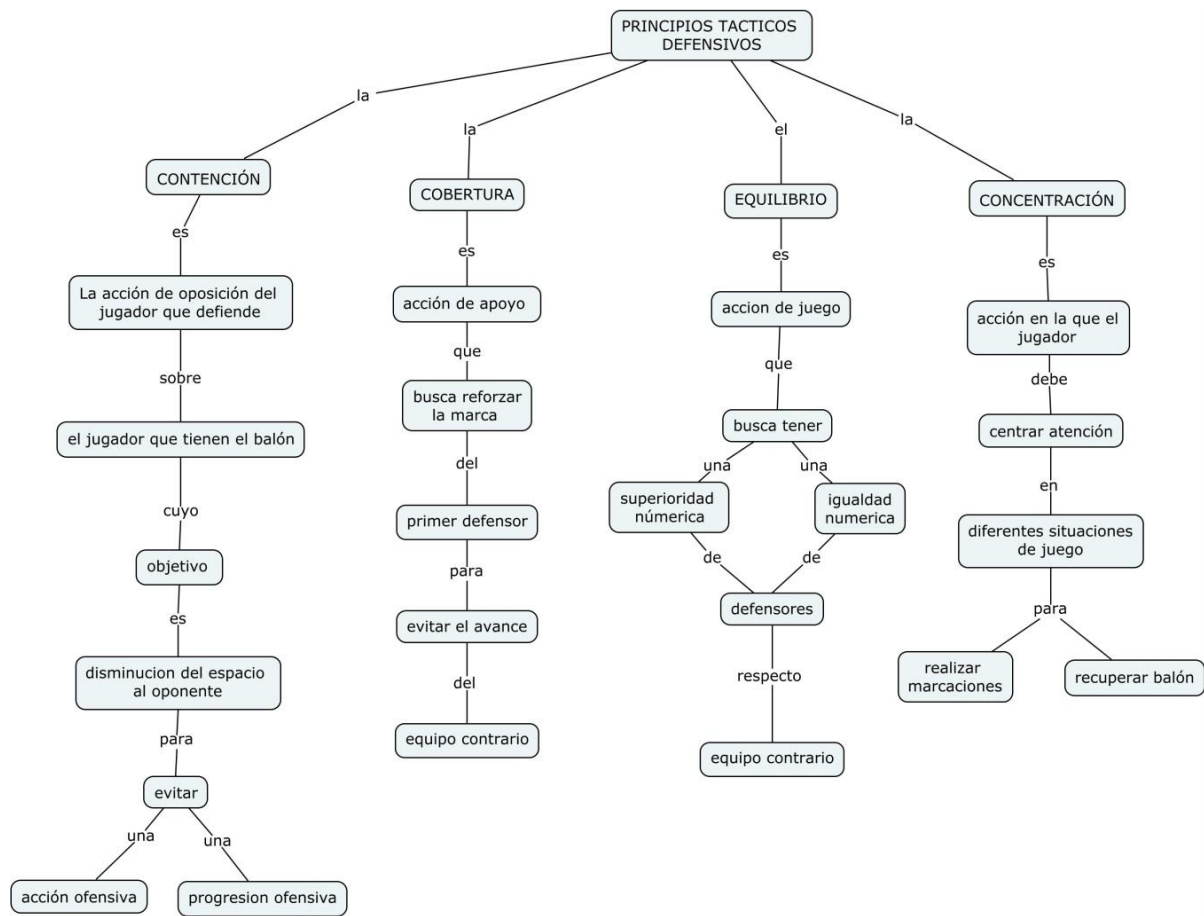 PRINCIPIOS TACTICOS
DEFENSIVOS
la
la
el
la
CONTENCIÓN
COBERTURA
EQUILIBRIO
CONCENTRACIÓN
es
es
es
es
La acción de oposición del
jugador que defiende
acción de apoyo
accion de juego
acción en la que el
jugador
sobre
que
que
debe
el jugador que tienen el balón
busca reforzar
la marca
busca tener
centrar atención
cuyo
del
una
una
en
objetivo
primer defensor
superioridad
númerica
igualdad
numerica
diferentes situaciones
de juego
es
para
de
de
para
disminucion del espacio
al oponente
evitar el avance
defensores
realizar
marcaciones
recuperar balón
para
del
respecto
evitar
equipo contrario
equipo contrario
una
una
acción ofensiva
progresion ofensiva